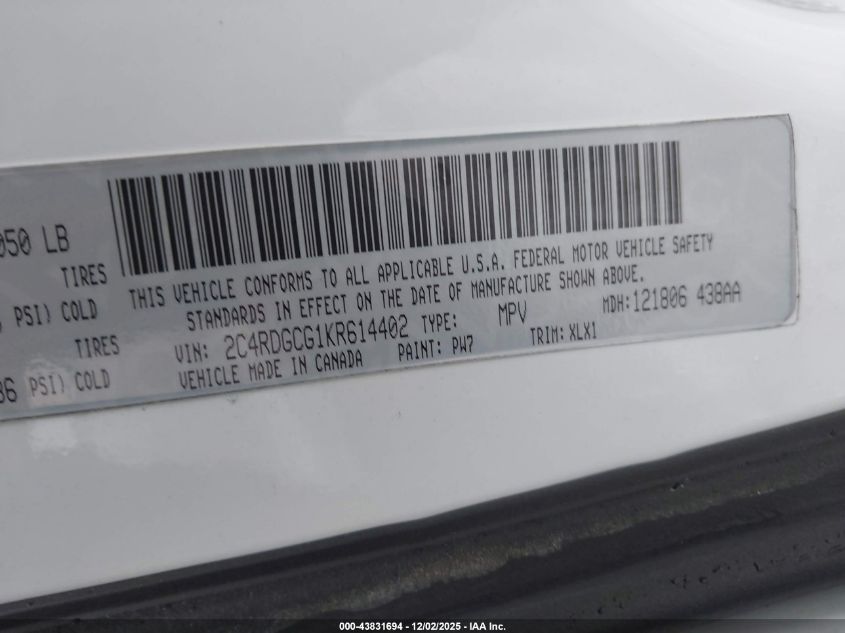 050 LB
TIRES
PSI) COLD
TIRES
36 PSI) COLD
THIS VEHICLE CONFORMS TO ALL APPLICABLE U.S.A. FEDERAL MOTOR VEHICLE SAFETY
STANDARDS IN EFFECT ON THE DATE OF MANUFACTURE SHOWN ABOVE.
VIN: 2C4RDGCG1KR614402 TYPE: MPV MDH:121806 438AA
VEHICLE MADE IN CANADA PAINT: PW7 TRIM: XLX1
000-43831694 - 12/02/2025 - IAA Inc.